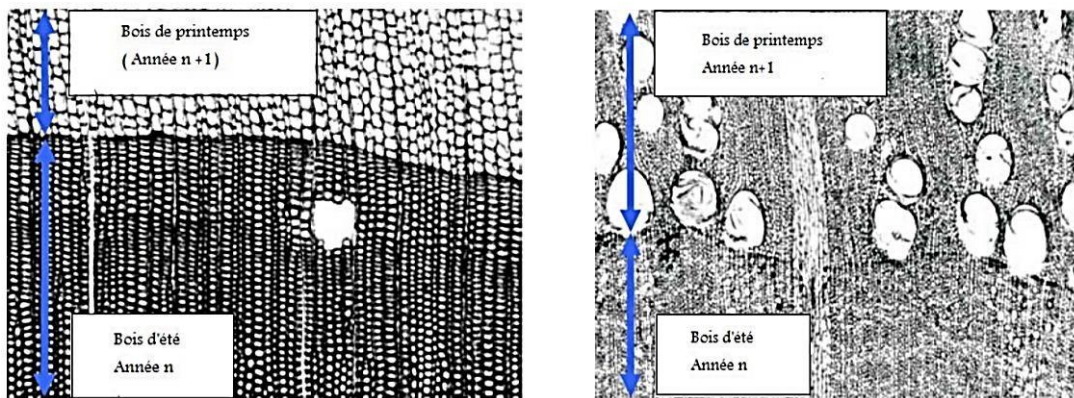 Bois de printemps
( Année n +1)
Bois d'été
Année n
Bois de printemps
Année n+1
Bois d'été
Année n